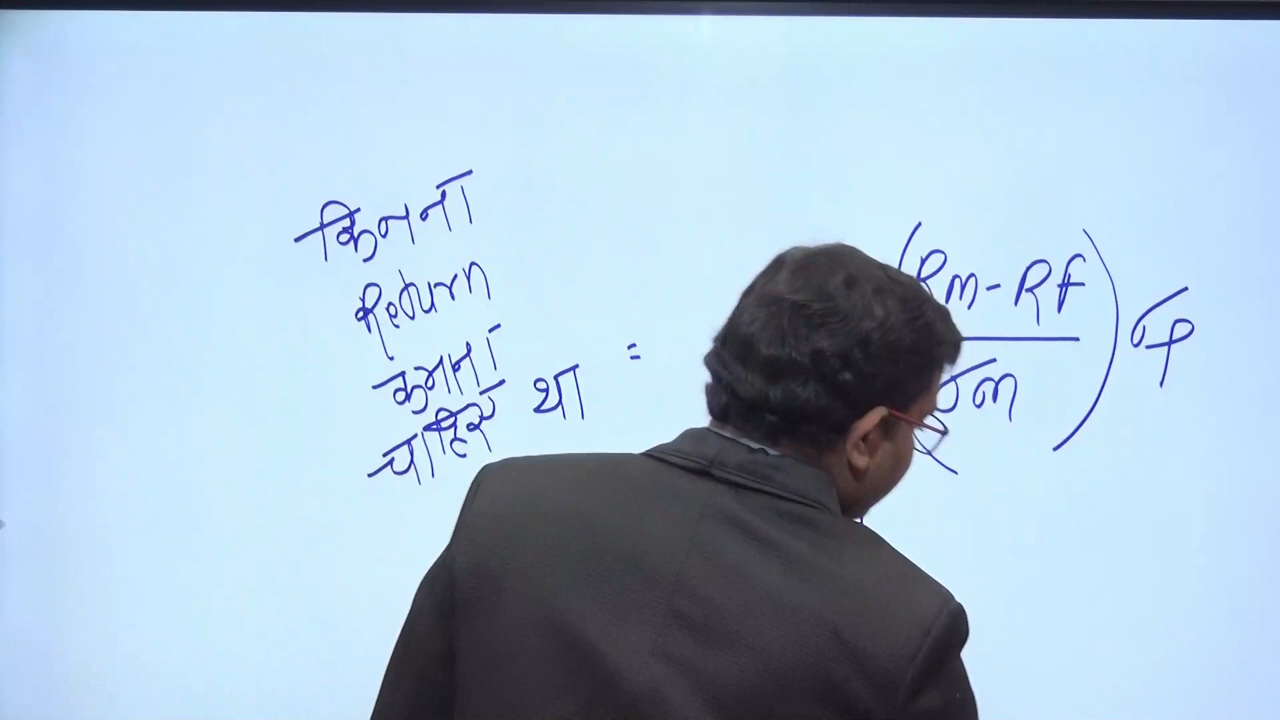 कितना
Return
कमाना
चाहिए था = (Rm - Rf / σm) σp